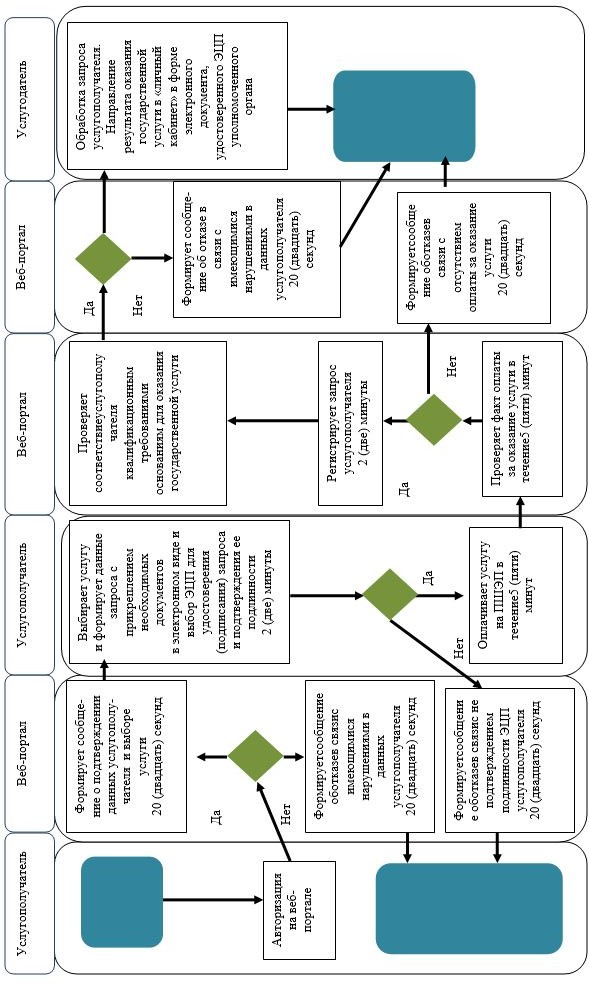 Услугополучатель
Веб-портал
Услугополучатель
Веб-портал
Веб-портал
Услугодатель
Авторизация
на веб-
портале
Формирует сообще-
ние о подтверждении
данных услугополу-
чателя и выборе
услуги
20 (двадцать) секунд
Да
Нет
Формируетсообщение
оботказев связис
имеющимися
нарушениями в
данных
услугополучателя
20 (двадцать) секунд
Формируетсообщени
е оботказев связис не
подтверждением
подлинности ЭЦП
услугополучателя
20 (двадцать) секунд
Выбирает услугу
и формирует данные
запроса с
прикреплением
необходимых
документов
в электронном виде и
выбор ЭЦП для
удостоверения
(подписания) запроса
и подтверждения ее
подлинности
2 (две) минуты
Да
Нет
Оплачивает услугу
на ПШЭП в
течение5 (пяти)
минут
Проверяет
соответствиеуслугополу
чателя
квалификационным
требованиями
основаниям для оказания
государственной услуги
Регистрирует запрос
услугополучателя
2 (две) минуты
Да
Нет
Проверяет факт оплаты
за оказание услуги в
течение5 (пяти) минут
Да
Нет
Формирует сообще-
ние об отказе в
связи с
имеющимися
нарушениями в
данных
услугополучателя
20 (двадцать)
секунд
Формируетсообще
ние оботказев
связи с
отсутствием
оплаты за оказание
услуги
20 (двадцать)
секунд
Обработка запроса
услугополучателя.
Направление
результата оказания
государственной
услуги в «личный
кабинет» в форме
электронного
документа,
удостоверенного ЭЦП
уполномоченного
органа